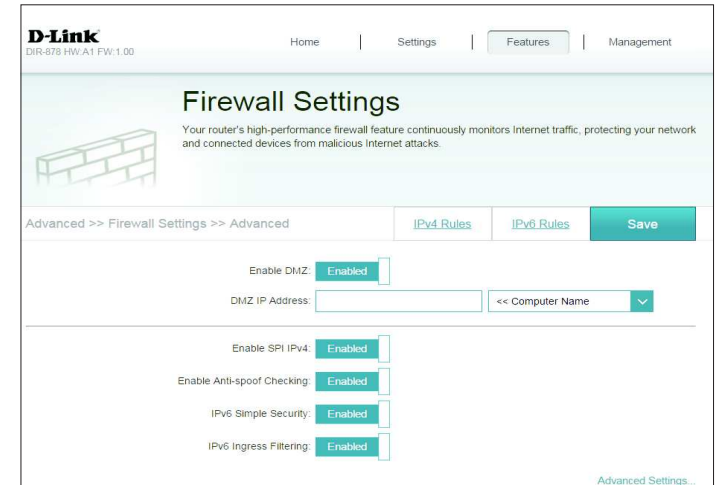 D-Link
DIR-878 HW:A1 FW:1.00
Home | Settings | Features | Management
Firewall Settings
Your router's high-performance firewall feature continuously monitors Internet traffic, protecting your network
and connected devices from malicious Internet attacks.
Advanced >> Firewall Settings >> Advanced IPv4 Rules IPv6 Rules Save
Enable DMZ: Enabled
DMZ IP Address: << Computer Name
Enable SPI IPv4: Enabled
Enable Anti-spoof Checking: Enabled
IPv6 Simple Security: Enabled
IPv6 Ingress Filtering: Enabled
Advanced Settings...